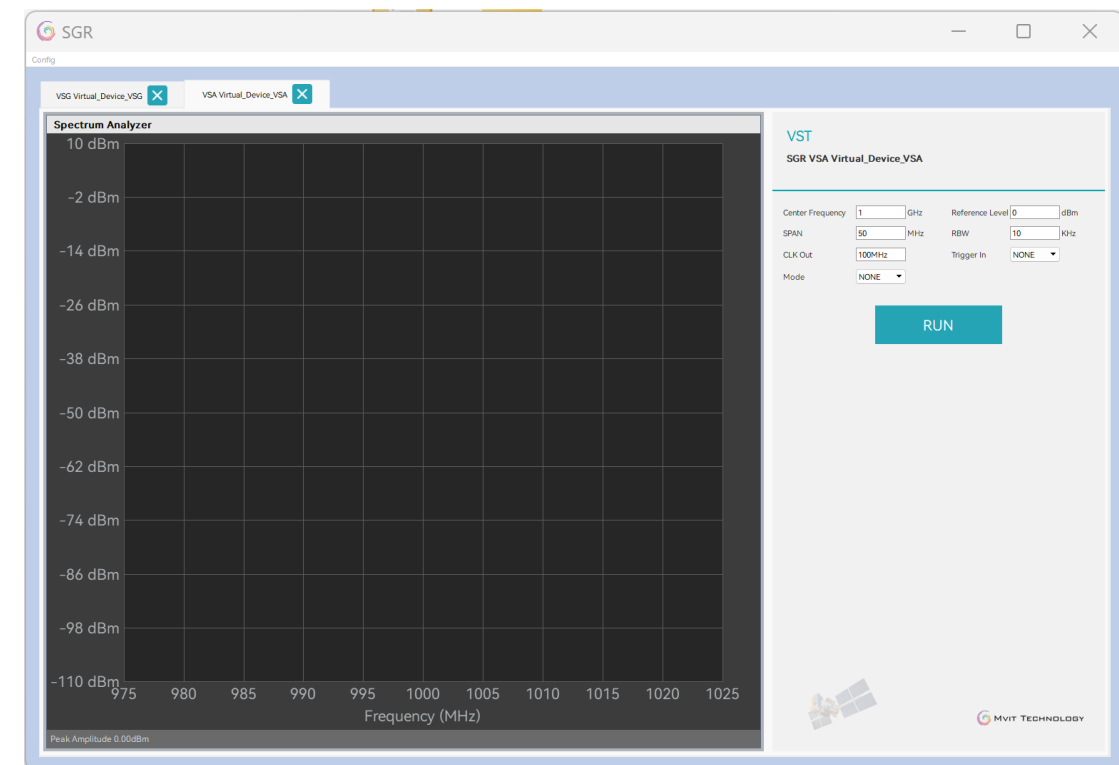 SGR
Config
VSG Virtual_Device_VSG
VSA Virtual_Device_VSA
Spectrum Analyzer
10 dBm
-2 dBm
-14 dBm
-26 dBm
-38 dBm
-50 dBm
-62 dBm
-74 dBm
-86 dBm
-98 dBm
-110 dBm
975 980 985 990 995 1000 1005 1010 1015 1020 1025
Frequency (MHz)
Peak Amplitude 0.00dBm
VST
SGR VSA Virtual_Device_VSA
Center Frequency 1 GHz Reference Level 0 dBm
SPAN 50 MHz RBW 10 KHz
CLK Out 100MHz Trigger In NONE
Mode NONE
RUN
MVIT TECHNOLOGY